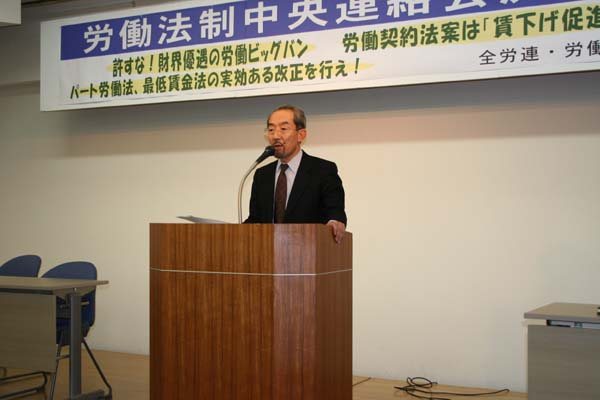 労働法制中央連絡会
許すな！財界優遇の労働ビッグバン 労働契約法案は「賃下げ促進
パート労働法、最低賃金法の実効ある改正を行え！
全労連・労働